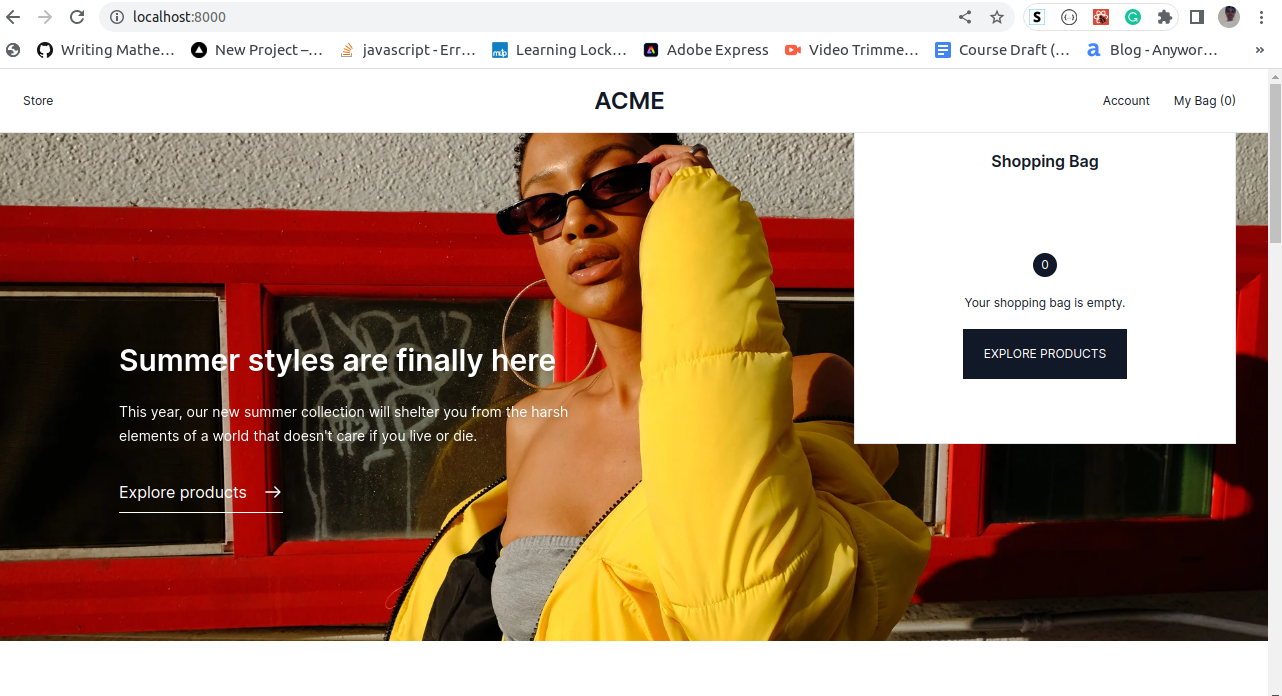 localhost:8000
Writing Mathe…
New Project –…
javascript - Err…
mdb
Learning Lock…
Adobe Express
Video Trimme…
Course Draft (…
Blog - Anywor…
»
Store
ACME
Account
My Bag (0)
Shopping Bag
0
Your shopping bag is empty.
EXPLORE PRODUCTS
Summer styles are finally here
This year, our new summer collection will shelter you from the harsh
elements of a world that doesn't care if you live or die.
Explore products